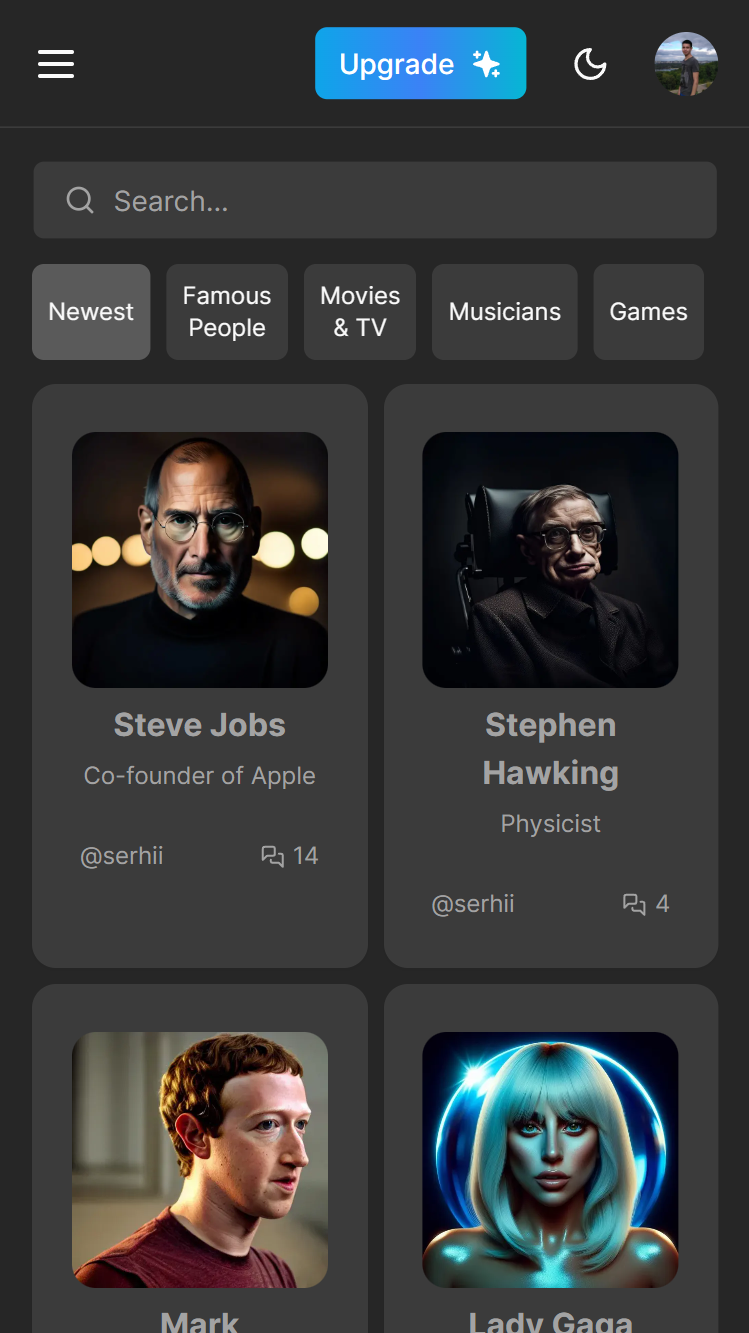 Upgrade
Search...
Newest
Famous
People
Movies
& TV
Musicians
Games
Steve Jobs
Co-founder of Apple
@serhii 14
Stephen
Hawking
Physicist
@serhii 4
Mark
Lady Gaga